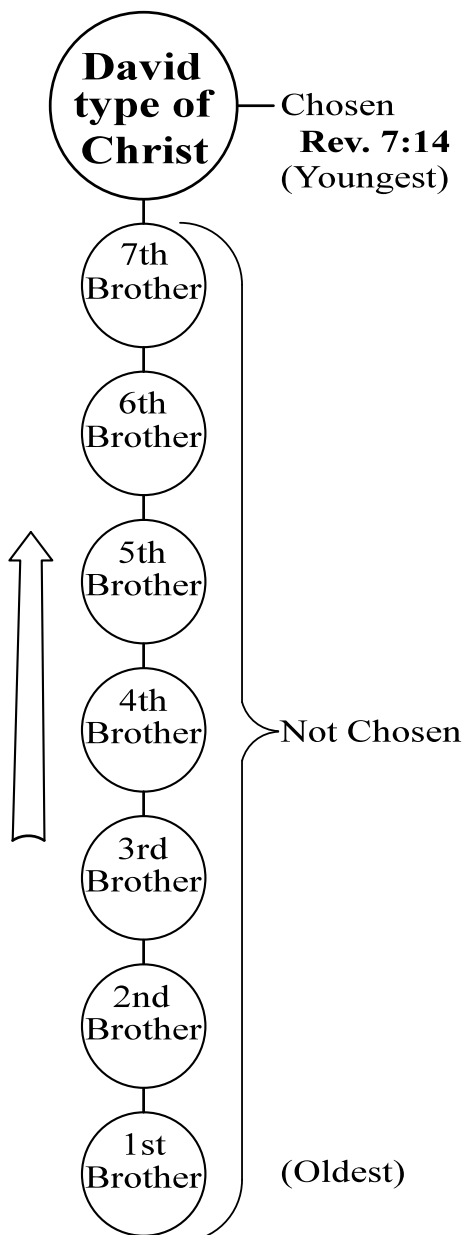 David
type of
Christ
Chosen
Rev. 7:14
(Youngest)
7th
Brother
6th
Brother
5th
Brother
4th
Brother
Not Chosen
3rd
Brother
2nd
Brother
1st
Brother
(Oldest)